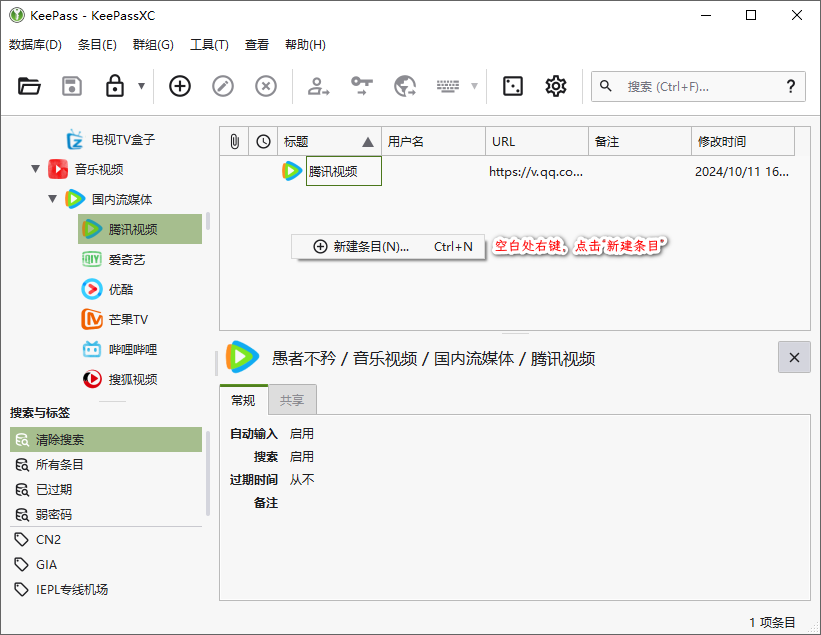 KeePass - KeePassXC
数据库(D) 条目(E) 群组(G) 工具(T) 查看 帮助(H)
搜索 (Ctrl+F)... ?
电视TV盒子
音乐视频
国内流媒体
腾讯视频
爱奇艺
优酷
芒果TV
哔哩哔哩
搜狐视频
搜索与标签
清除搜索
所有条目
已过期
弱密码
CN2
GIA
IEPL专线机场
标题 用户名 URL 备注 修改时间
腾讯视频 https://v.qq.co... 2024/10/11 16...
新建条目(N)... Ctrl+N
空白处右键，点击"新建条目"
愚者不矜 / 音乐视频 / 国内流媒体 / 腾讯视频
常规 共享
自动输入 启用
搜索 启用
过期时间 从不
备注
1 项条目